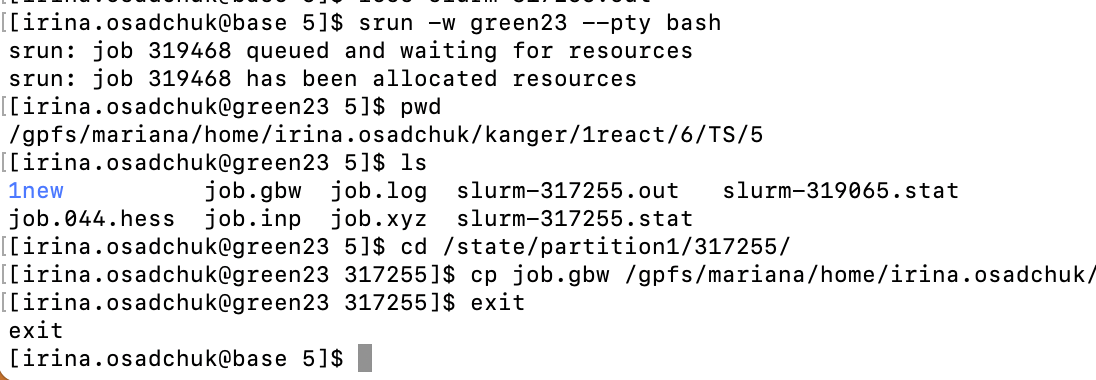 [[irina.osadchuk@base 5]$ srun -w green23 --pty bash
srun: job 319468 queued and waiting for resources
srun: job 319468 has been allocated resources
[[irina.osadchuk@green23 5]$ pwd
/gpfs/mariana/home/irina.osadchuk/kanger/1react/6/TS/5
[[irina.osadchuk@green23 5]$ ls
1new job.gbw job.log slurm-317255.out slurm-319065.stat
job.044.hess job.inp job.xyz slurm-317255.stat
[[irina.osadchuk@green23 5]$ cd /state/partition1/317255/
[[irina.osadchuk@green23 317255]$ cp job.gbw /gpfs/mariana/home/irina.osadchuk/
[[irina.osadchuk@green23 317255]$ exit
exit
[irina.osadchuk@base 5]$